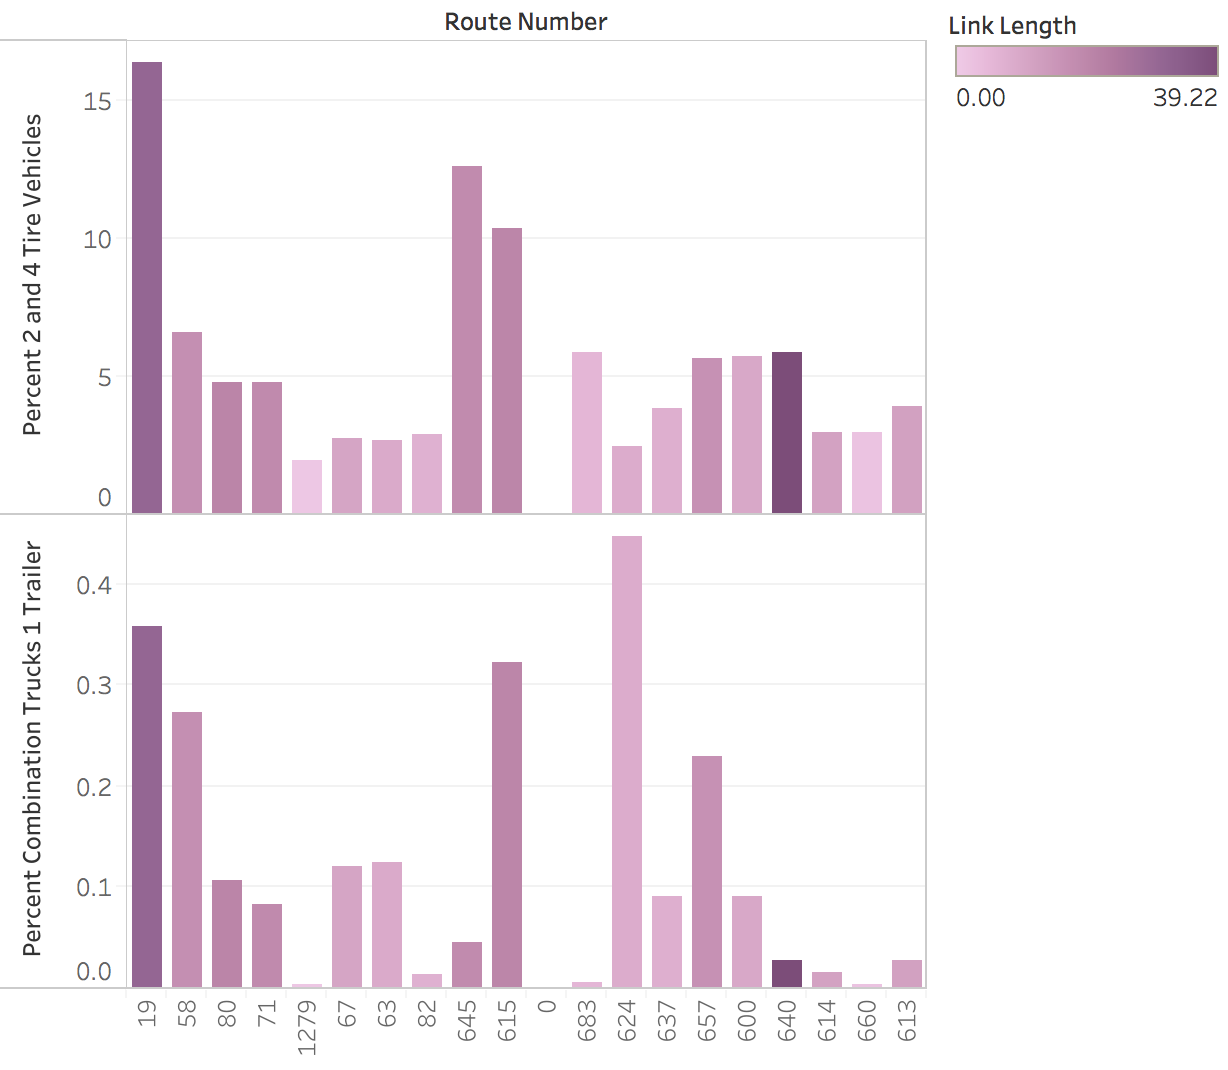 Route Number
Link Length
0.00 39.22
Percent 2 and 4 Tire Vehicles
15
10
5
0
Percent Combination Trucks 1 Trailer
0.4
0.3
0.2
0.1
0.0
19 58 80 71 1279 67 63 82 645 615 0 683 624 637 657 600 640 614 660 613